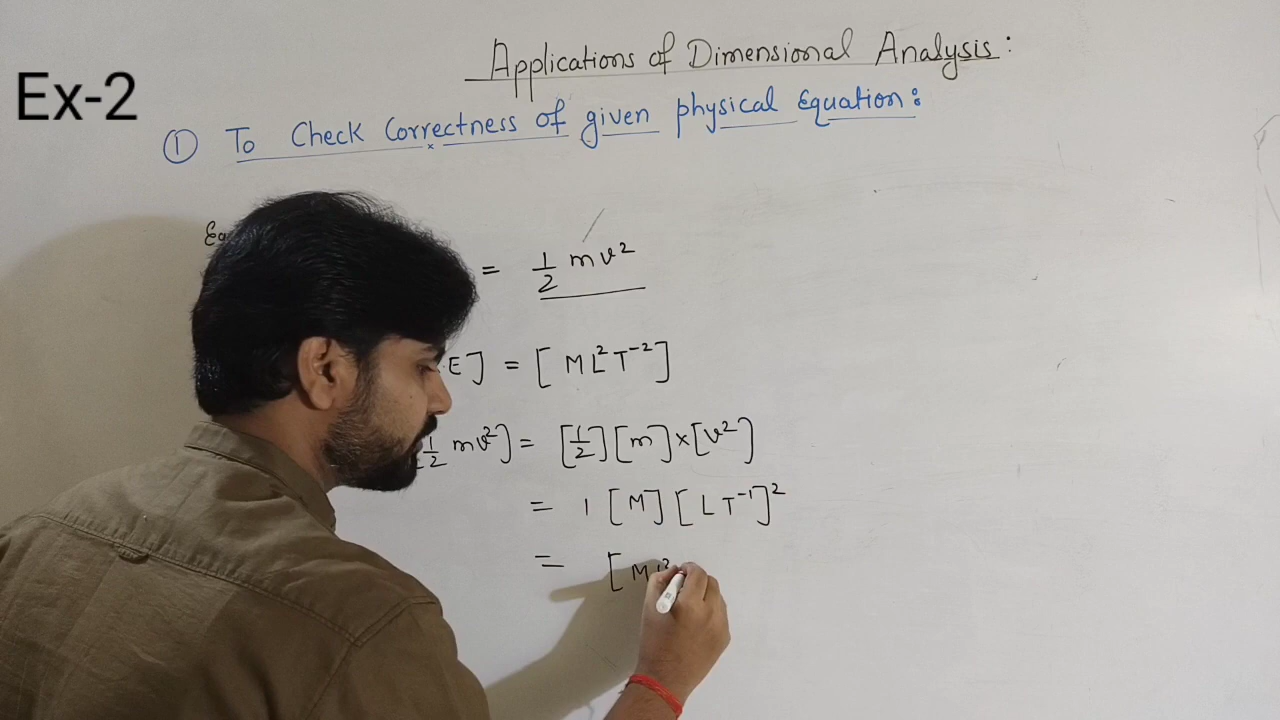 Applications of Dimensional Analysis:
Ex-2
① To Check Correctness of given physical Equation:
= 1/2 mv²
E] = [ML²T⁻²]
[1/2 mv²] = [1/2][m]×[v²]
= 1 [M][LT⁻¹]²
= [ML²